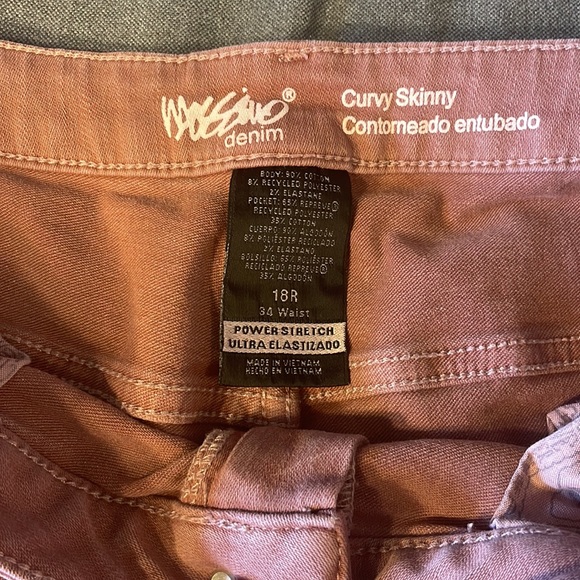 mossimo®
denim
Curvy Skinny
Contorneado entubado
BODY: 90% COTTON
8% RECYCLED POLYESTER
2% ELASTANE
POCKET: 65% REPREVE®
RECYCLED POLYESTER
35% COTTON
CUERPO: 90% ALGODÓN
8% POLIÉSTER RECICLADO
2% ELASTANO
BOLSILLO: 65% POLIÉSTER
RECICLADO REPREVE®
35% ALGODÓN
18R
34 Waist
POWER STRETCH
ULTRA ELASTIZADO
MADE IN VIETNAM
HECHO EN VIETNAM